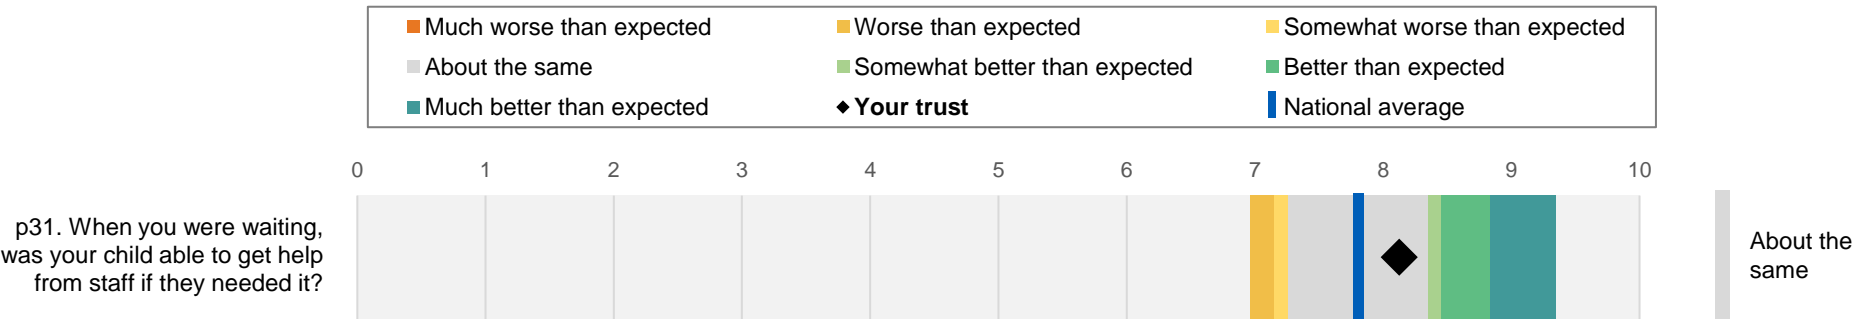 Much worse than expected
Worse than expected
Somewhat worse than expected
About the same
Somewhat better than expected
Better than expected
Much better than expected
Your trust
National average
0 1 2 3 4 5 6 7 8 9 10
p31. When you were waiting,
was your child able to get help
from staff if they needed it?
About the
same